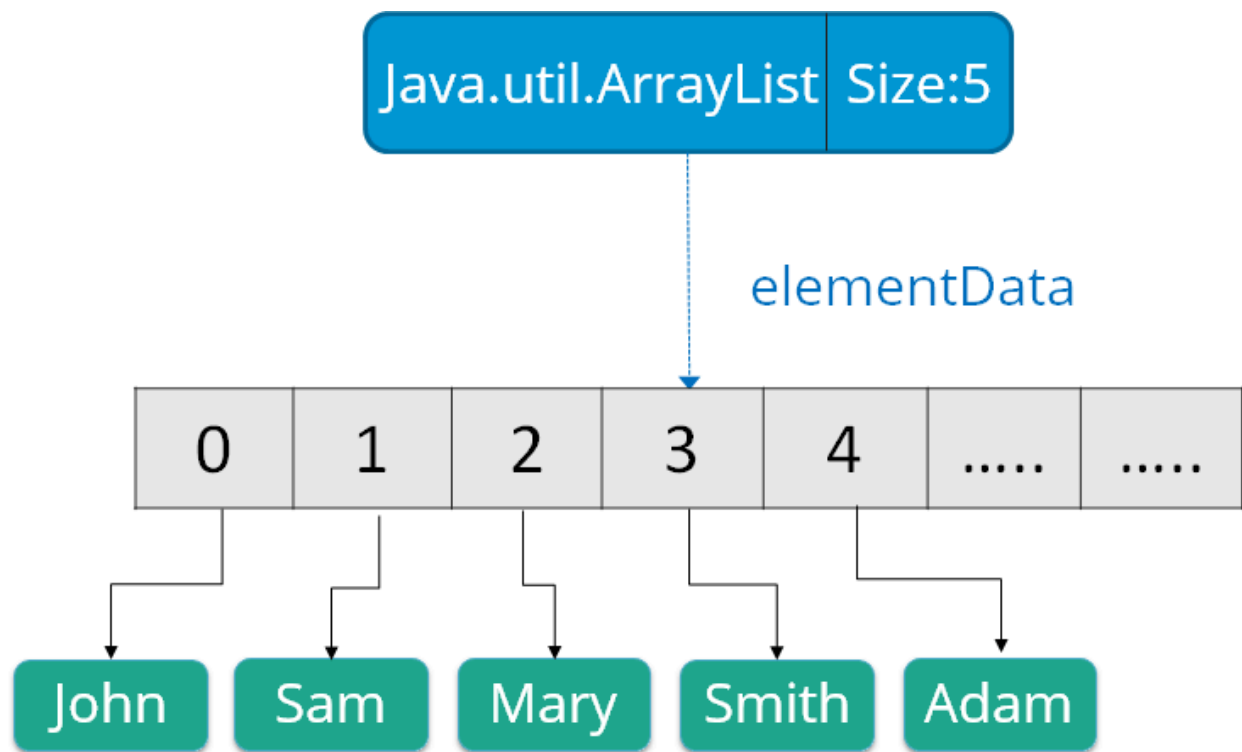 Java.util.ArrayList Size:5
elementData
0 1 2 3 4 ..... .....
John Sam Mary Smith Adam